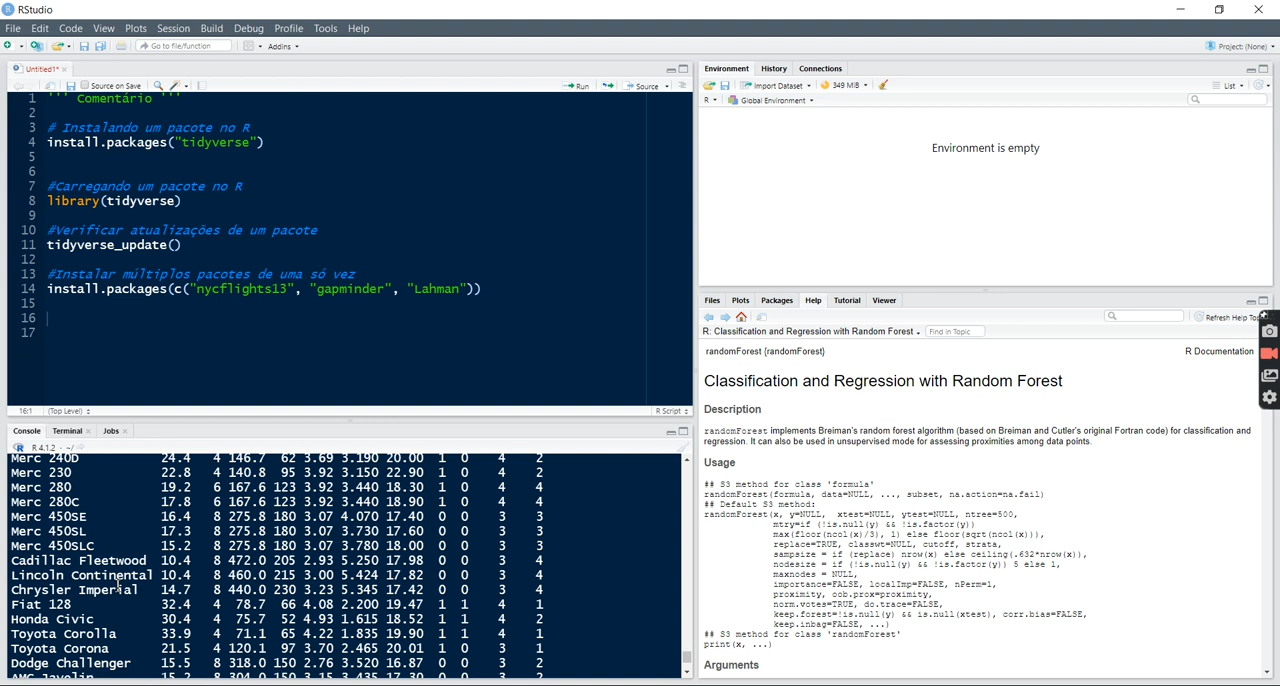 RStudio
File Edit Code View Plots Session Build Debug Profile Tools Help
Go to file/function Addins Project: (None)
Untitled1*
Source on Save Run Source
1 ''' Comentário '''
2
3 # Instalando um pacote no R
4 install.packages("tidyverse")
5
6
7 #Carregando um pacote no R
8 library(tidyverse)
9
10 #Verificar atualizações de um pacote
11 tidyverse_update()
12
13 #Instalar múltiplos pacotes de uma só vez
14 install.packages(c("nycflights13", "gapminder", "Lahman"))
15
16
17
16:1 (Top Level) R Script
Console Terminal Jobs
R 4.1.2 · ~/
Merc 240D 24.4 4 146.7 62 3.69 3.190 20.00 1 0 4 2
Merc 230 22.8 4 140.8 95 3.92 3.150 22.90 1 0 4 2
Merc 280 19.2 6 167.6 123 3.92 3.440 18.30 1 0 4 4
Merc 280C 17.8 6 167.6 123 3.92 3.440 18.90 1 0 4 4
Merc 450SE 16.4 8 275.8 180 3.07 4.070 17.40 0 0 3 3
Merc 450SL 17.3 8 275.8 180 3.07 3.730 17.60 0 0 3 3
Merc 450SLC 15.2 8 275.8 180 3.07 3.780 18.00 0 0 3 3
Cadillac Fleetwood 10.4 8 472.0 205 2.93 5.250 17.98 0 0 3 4
Lincoln Continental 10.4 8 460.0 215 3.00 5.424 17.82 0 0 3 4
Chrysler Imperial 14.7 8 440.0 230 3.23 5.345 17.42 0 0 3 4
Fiat 128 32.4 4 78.7 66 4.08 2.200 19.47 1 1 4 1
Honda Civic 30.4 4 75.7 52 4.93 1.615 18.52 1 1 4 2
Toyota Corolla 33.9 4 71.1 65 4.22 1.835 19.90 1 1 4 1
Toyota Corona 21.5 4 120.1 97 3.70 2.465 20.01 1 0 3 1
Dodge Challenger 15.5 8 318.0 150 2.76 3.520 16.87 0 0 3 2
AMC Javelin 15.2 8 304.0 150 3.15 3.435 17.30 0 0 3 2
Environment History Connections
Import Dataset 349 MiB List
R Global Environment
Environment is empty
Files Plots Packages Help Tutorial Viewer
Refresh Help Top
R: Classification and Regression with Random Forest Find in Topic
randomForest {randomForest} R Documentation
Classification and Regression with Random Forest
Description
randomForest implements Breiman's random forest algorithm (based on Breiman and Cutler's original Fortran code) for classification and
regression. It can also be used in unsupervised mode for assessing proximities among data points.
Usage
## S3 method for class 'formula'
randomForest(formula, data=NULL, ..., subset, na.action=na.fail)
## Default S3 method:
randomForest(x, y=NULL, xtest=NULL, ytest=NULL, ntree=500,
mtry=if (!is.null(y) && !is.factor(y))
max(floor(ncol(x)/3), 1) else floor(sqrt(ncol(x))),
replace=TRUE, classwt=NULL, cutoff, strata,
sampsize = if (replace) nrow(x) else ceiling(.632*nrow(x)),
nodesize = if (!is.null(y) && !is.factor(y)) 5 else 1,
maxnodes = NULL,
importance=FALSE, localImp=FALSE, nPerm=1,
proximity, oob.prox=proximity,
norm.votes=TRUE, do.trace=FALSE,
keep.forest=!is.null(y) && is.null(xtest), corr.bias=FALSE,
keep.inbag=FALSE, ...)
## S3 method for class 'randomForest'
print(x, ...)
Arguments